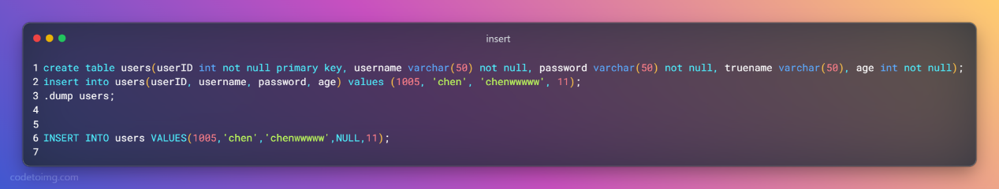 insert
1 create table users(userID int not null primary key, username varchar(50) not null, password varchar(50) not null, truename varchar(50), age int not null);
2 insert into users(userID, username, password, age) values (1005, 'chen', 'chenwwwww', 11);
3 .dump users;
4
5
6 INSERT INTO users VALUES(1005,'chen','chenwwwww',NULL,11);
7
codetoimg.com